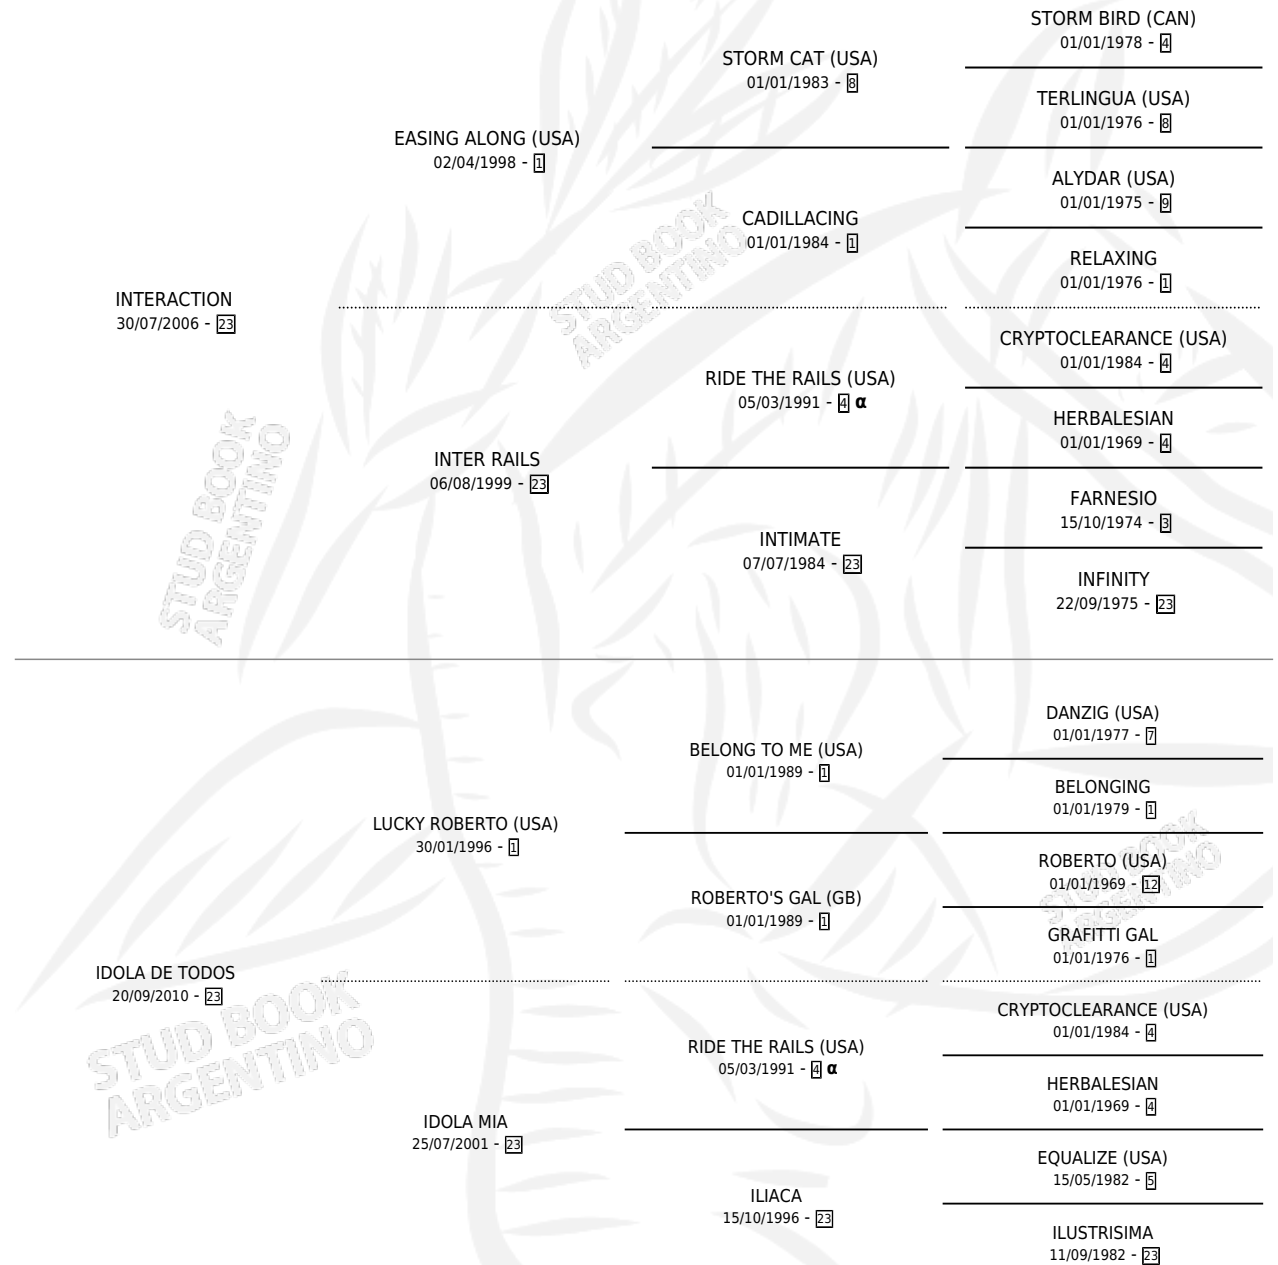 STORM BIRD (CAN)
01/01/1978 - 4
STORM CAT (USA)
01/01/1983 - 8
TERLINGUA (USA)
01/01/1976 - 8
EASING ALONG (USA)
02/04/1998 - 1
ALYDAR (USA)
01/01/1975 - 9
CADILLACING
01/01/1984 - 1
RELAXING
01/01/1976 - 1
INTERACTION
30/07/2006 - 23
CRYPTOCLEARANCE (USA)
01/01/1984 - 4
RIDE THE RAILS (USA)
05/03/1991 - 4 α
HERBALESIAN
01/01/1969 - 4
INTER RAILS
06/08/1999 - 23
FARNESIO
15/10/1974 - 3
INTIMATE
07/07/1984 - 23
INFINITY
22/09/1975 - 23
STUD BOOK
ARGENTINO
STUD BOOK
ARGENTINO
DANZIG (USA)
01/01/1977 - 7
BELONG TO ME (USA)
01/01/1989 - 1
BELONGING
01/01/1979 - 1
LUCKY ROBERTO (USA)
30/01/1996 - 1
ROBERTO (USA)
01/01/1969 - 12
ROBERTO'S GAL (GB)
01/01/1989 - 1
GRAFITTI GAL
01/01/1976 - 1
STUD BOOK
ARGENTINO
IDOLA DE TODOS
20/09/2010 - 23
STUD BOOK
ARGENTINO
CRYPTOCLEARANCE (USA)
01/01/1984 - 4
RIDE THE RAILS (USA)
05/03/1991 - 4 α
HERBALESIAN
01/01/1969 - 4
IDOLA MIA
25/07/2001 - 23
EQUALIZE (USA)
15/05/1982 - 5
ILIACA
15/10/1996 - 23
ILUSTRISIMA
11/09/1982 - 23